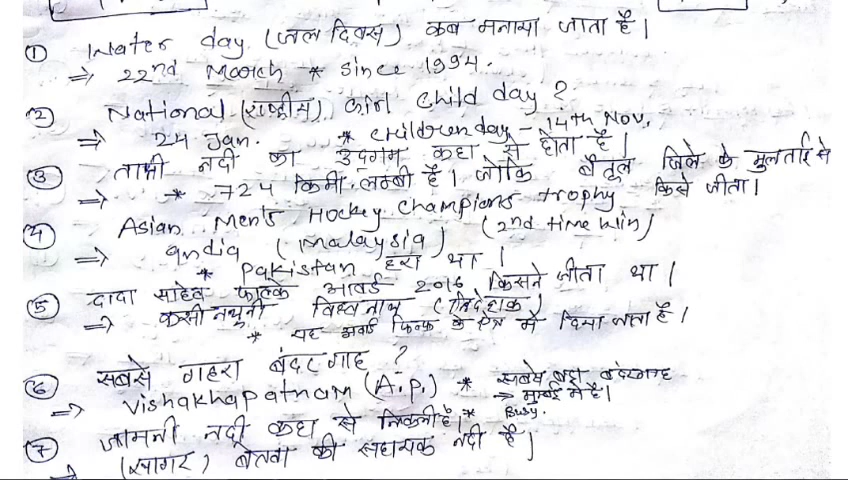 ① Water day (जल दिवस) कब मनाया जाता है।
⇒ 22nd March * since 1994.
② National (राष्ट्रीय) child day ?
⇒ 24 Jan. * children day - 14th Nov.
③ ताप्ती नदी का उद्गम कहा से होता है।
⇒ * 724 किमी. लम्बी है। जोकि बैतूल जिले के मुलताई से
④ Asian Men's Hockey Champions trophy किसे जीता।
⇒ India (Malaysia) (2nd time win)
* Pakistan हरा था।
⑤ दादा साहेब फाल्के आवर्ड 2016 किसने जीता था।
⇒ कसीनथुनी विश्वनाथ (निदेशक)
* यह अवार्ड फिल्म के क्षेत्र में दिया जाता है।
⑥ सबसे गहरा बंदरगाह ?
⇒ Vishakhapatnam (A.p.) * सबसे बड़ा बंदरगाह
→ मुम्बई में है।
* Busy.
⑦ जामनी नदी कहा से निकली है।
⇒ (सागर) बेतवा की सहायक नदी है।